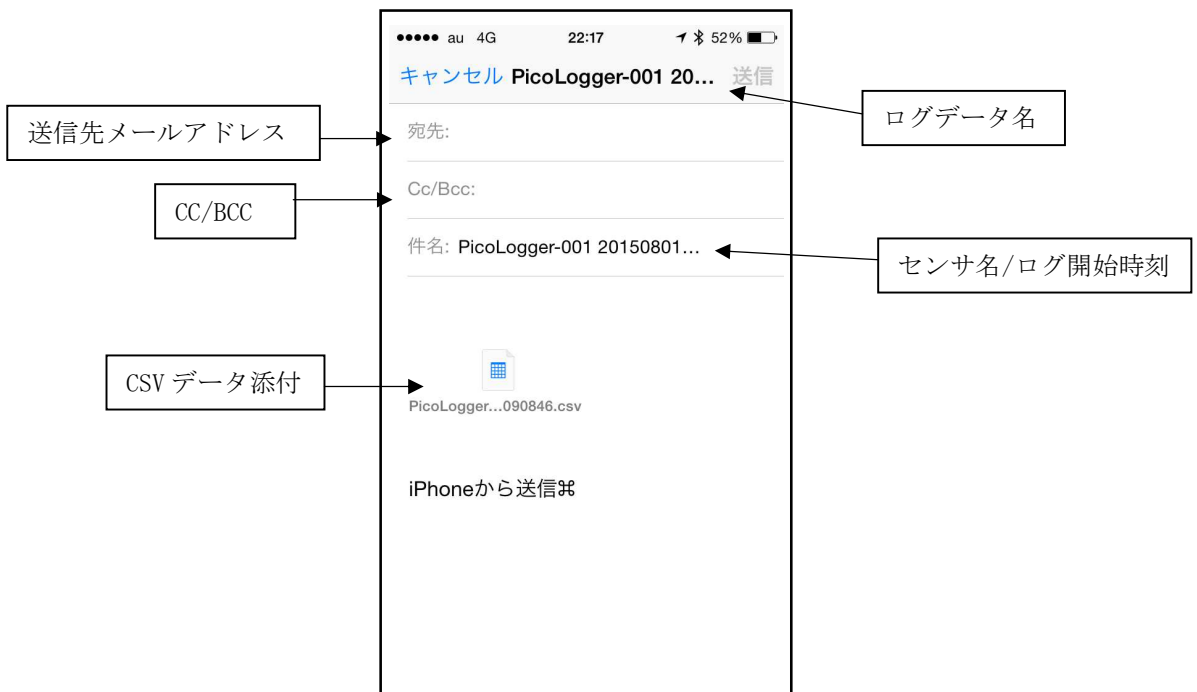 ●●●●● au 4G 22:17 52%
キャンセル PicoLogger-001 20... 送信
ログデータ名
送信先メールアドレス
宛先:
CC/BCC
Cc/Bcc:
件名: PicoLogger-001 20150801...
センサ名/ログ開始時刻
CSV データ添付
PicoLogger...090846.csv
iPhoneから送信⌘